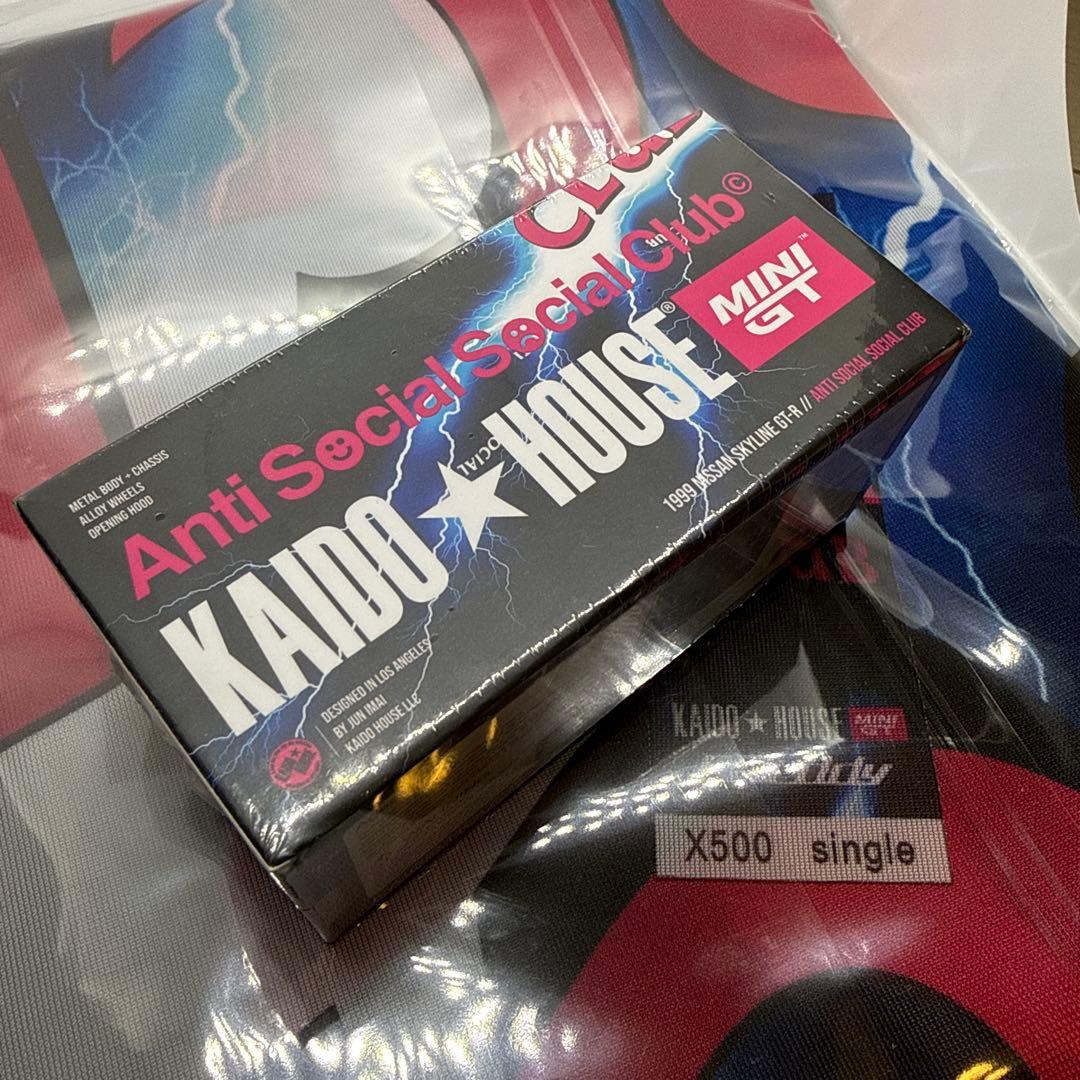 CLUB
METAL BODY + CHASSIS
ALLOY WHEELS
OPENING HOOD
Anti Social Social Club©
KAIDO★HOUSE®
MINI GT™
1999 NISSAN SKYLINE GT-R // ANTI SOCIAL SOCIAL CLUB
DESIGNED IN LOS ANGELES
BY JUN IMAI
KAIDO HOUSE LLC
KAIDO★HOUSE MINI GT
X500 single